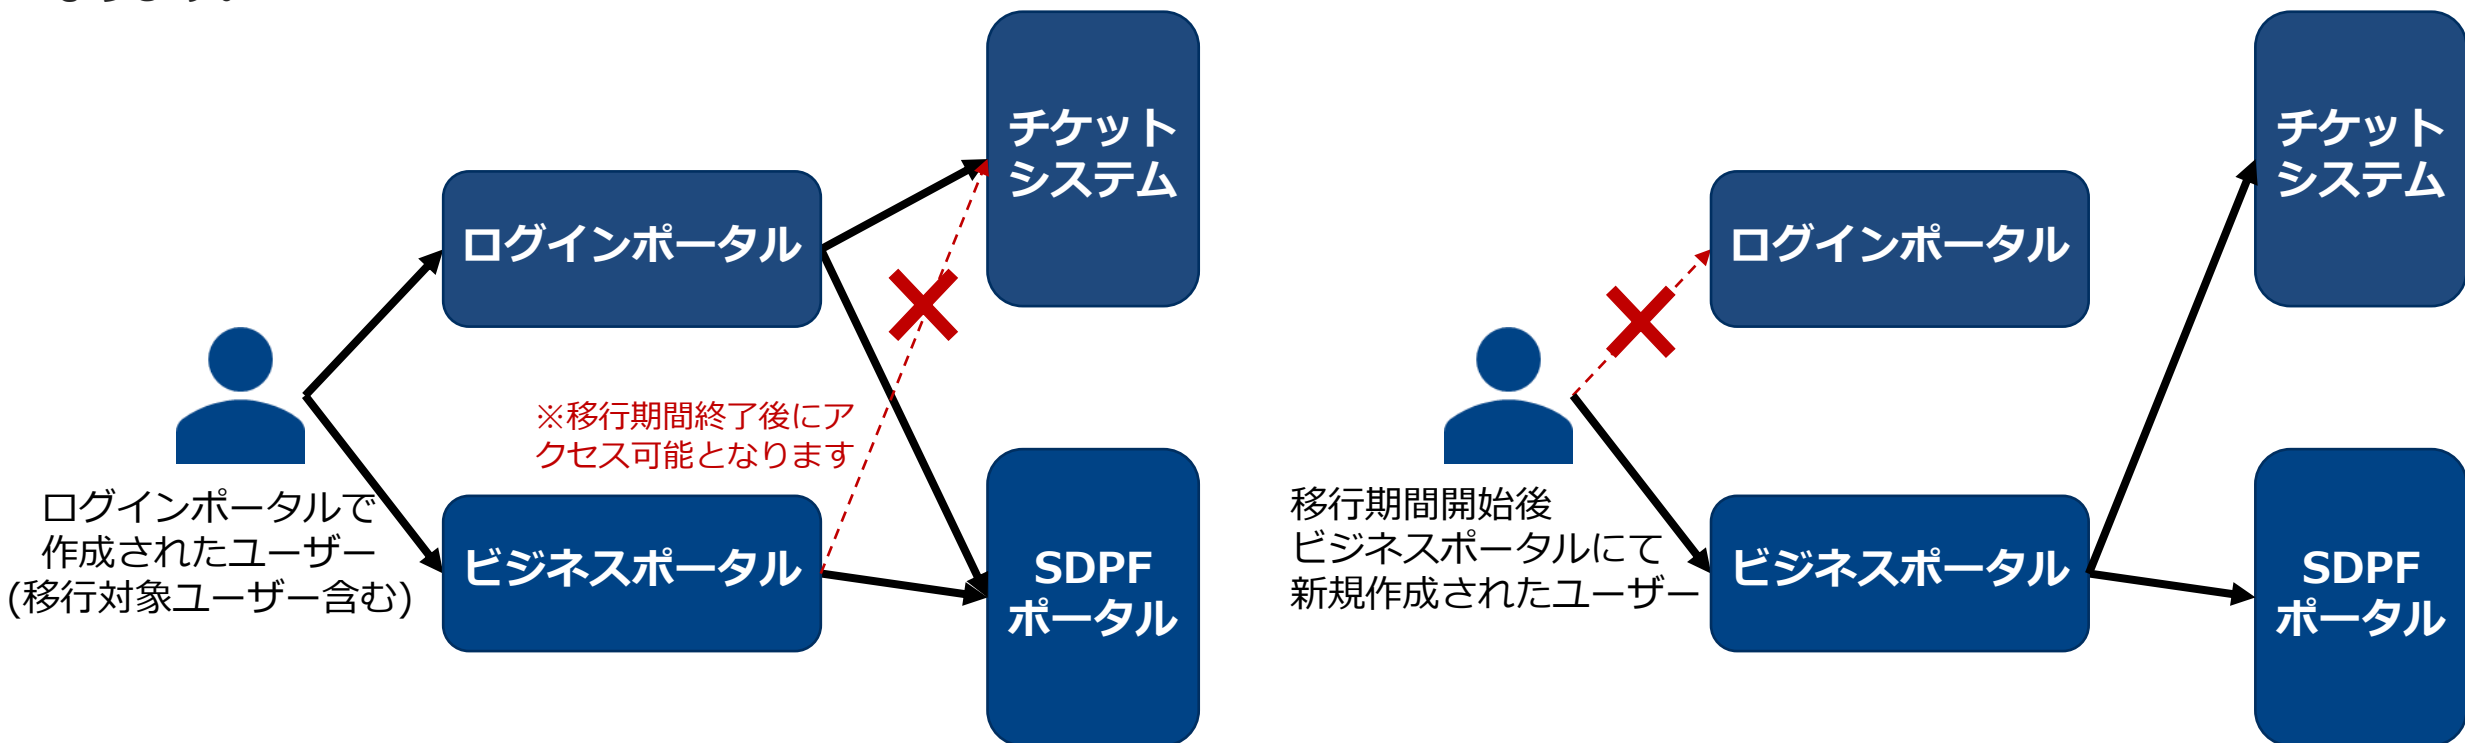 なります。
チケット
システム
ログインポータル
※移行期間終了後にア
クセス可能となります
ログインポータルで
作成されたユーザー
(移行対象ユーザー含む)
ビジネスポータル
SDPF
ポータル
チケット
システム
ログインポータル
移行期間開始後
ビジネスポータルにて
新規作成されたユーザー
ビジネスポータル
SDPF
ポータル